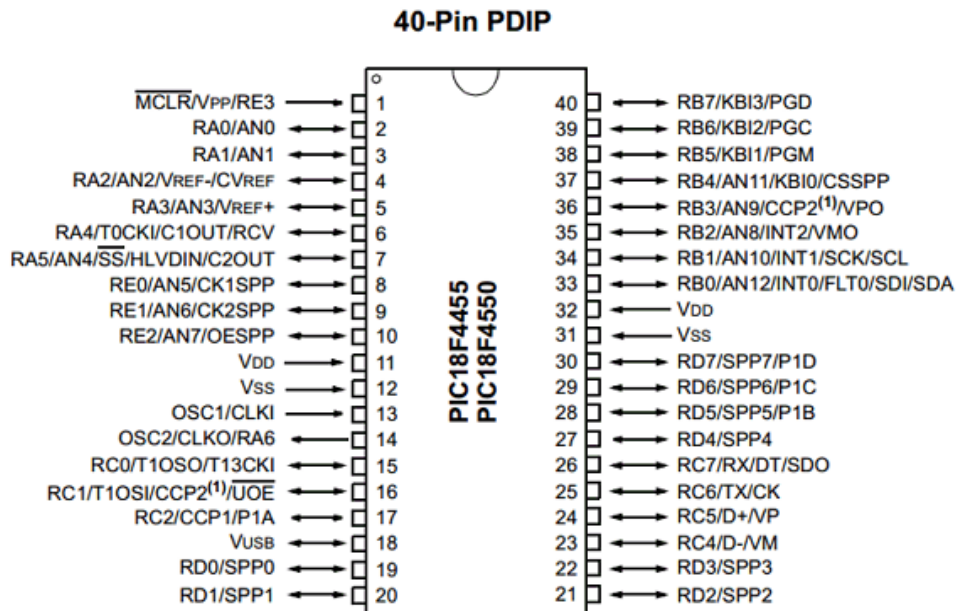 40-Pin PDIP
MCLR/VPP/RE3 1 40 RB7/KBI3/PGD
RA0/AN0 2 39 RB6/KBI2/PGC
RA1/AN1 3 38 RB5/KBI1/PGM
RA2/AN2/VREF-/CVREF 4 37 RB4/AN11/KBI0/CSSPP
RA3/AN3/VREF+ 5 36 RB3/AN9/CCP2(1)/VPO
RA4/T0CKI/C1OUT/RCV 6 35 RB2/AN8/INT2/VMO
RA5/AN4/SS/HLVDIN/C2OUT 7 34 RB1/AN10/INT1/SCK/SCL
RE0/AN5/CK1SPP 8 33 RB0/AN12/INT0/FLT0/SDI/SDA
RE1/AN6/CK2SPP 9 32 VDD
RE2/AN7/OESPP 10 31 VSS
VDD 11 30 RD7/SPP7/P1D
VSS 12 29 RD6/SPP6/P1C
OSC1/CLKI 13 28 RD5/SPP5/P1B
OSC2/CLKO/RA6 14 27 RD4/SPP4
RC0/T1OSO/T13CKI 15 26 RC7/RX/DT/SDO
RC1/T1OSI/CCP2(1)/UOE 16 25 RC6/TX/CK
RC2/CCP1/P1A 17 24 RC5/D+/VP
VUSB 18 23 RC4/D-/VM
RD0/SPP0 19 22 RD3/SPP3
RD1/SPP1 20 21 RD2/SPP2
PIC18F4455
PIC18F4550